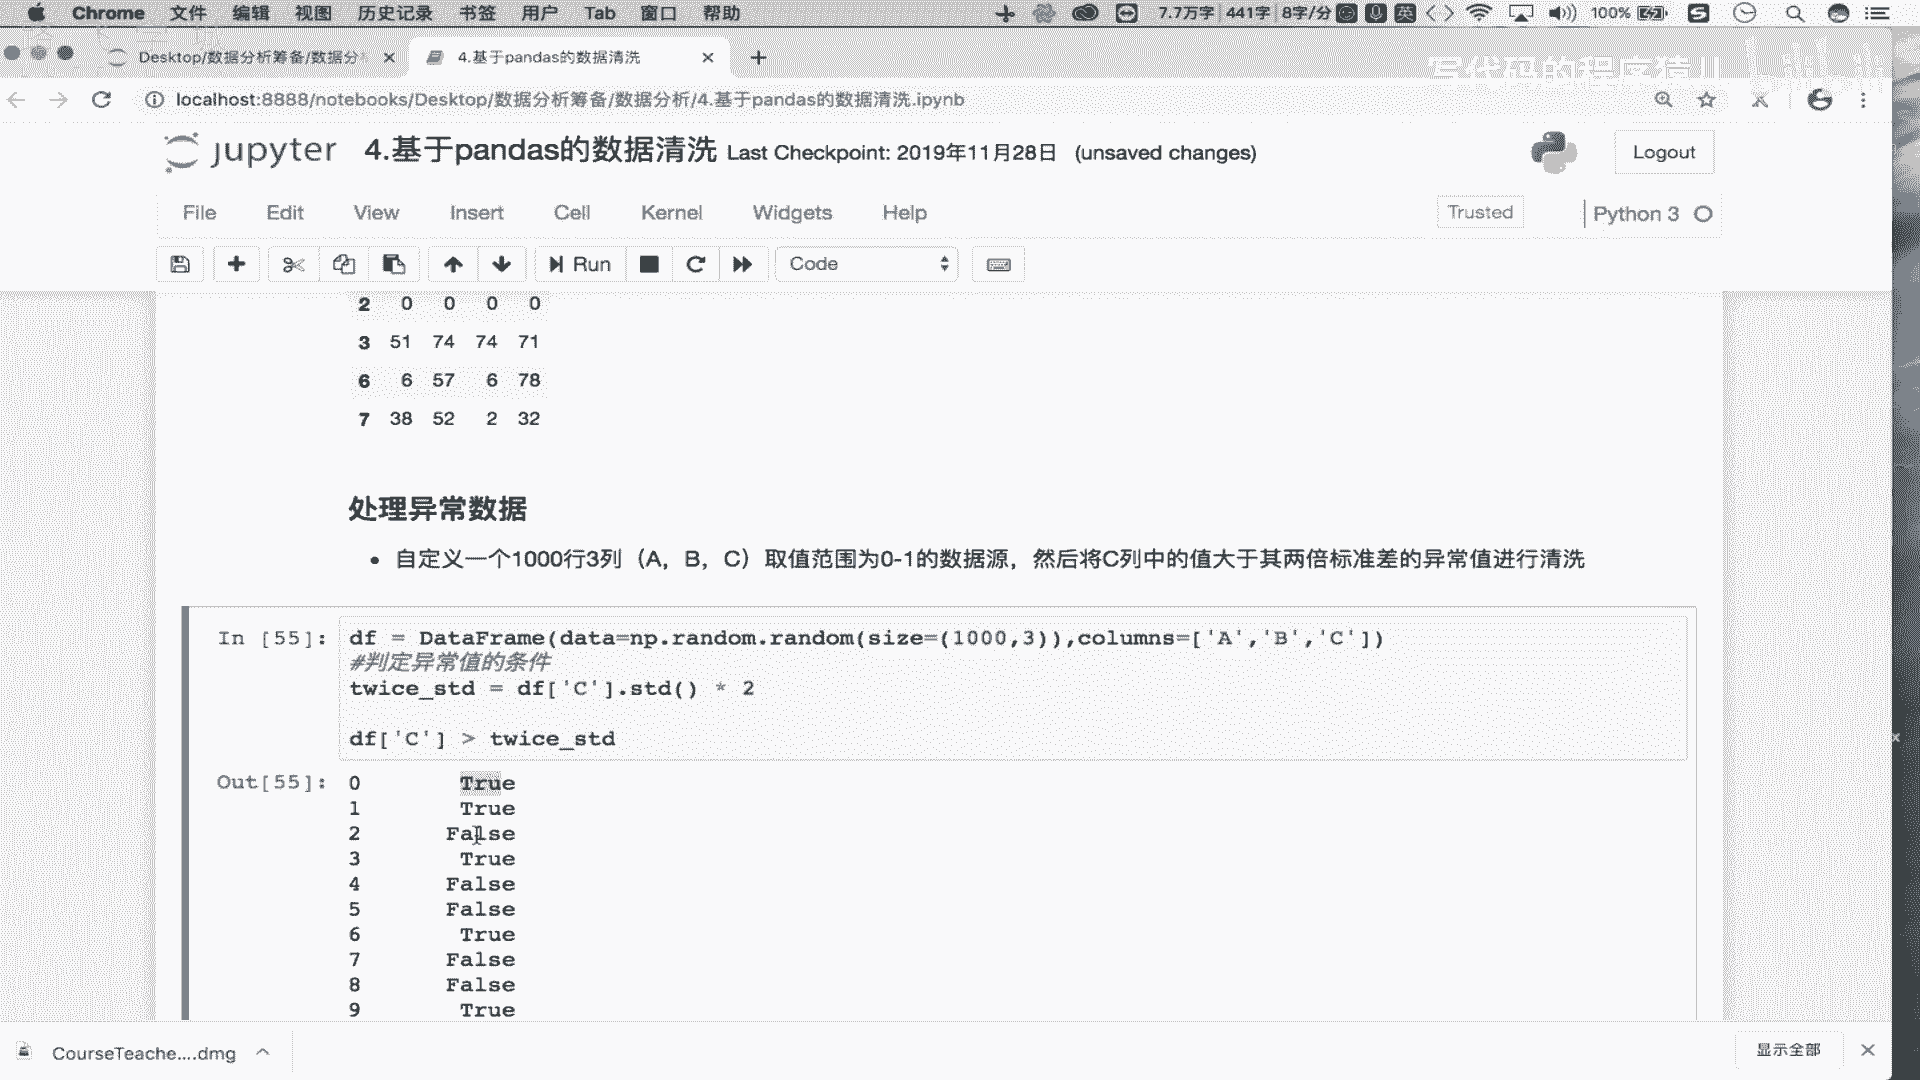 Chrome 文件 编辑 视图 历史记录 书签 用户 Tab 窗口 帮助 7.7万字 441字 8字/分 英 100%
Desktop/数据分析筹备/数据分 4.基于pandas的数据清洗
写代码的程序猿儿 bilibili
localhost:8888/notebooks/Desktop/数据分析筹备/数据分析/4.基于pandas的数据清洗.ipynb
jupyter 4.基于pandas的数据清洗 Last Checkpoint: 2019年11月28日 (unsaved changes) Logout
File Edit View Insert Cell Kernel Widgets Help Trusted Python 3
Run Code
2 0 0 0 0
3 51 74 74 71
6 6 57 6 78
7 38 52 2 32
处理异常数据
• 自定义一个1000行3列（A，B，C）取值范围为0-1的数据源，然后将C列中的值大于其两倍标准差的异常值进行清洗
In [55]: df = DataFrame(data=np.random.random(size=(1000,3)),columns=['A','B','C'])
#判定异常值的条件
twice_std = df['C'].std() * 2
df['C'] > twice_std
Out[55]: 0 True
1 True
2 False
3 True
4 False
5 False
6 True
7 False
8 False
9 True
CourseTeache....dmg 显示全部